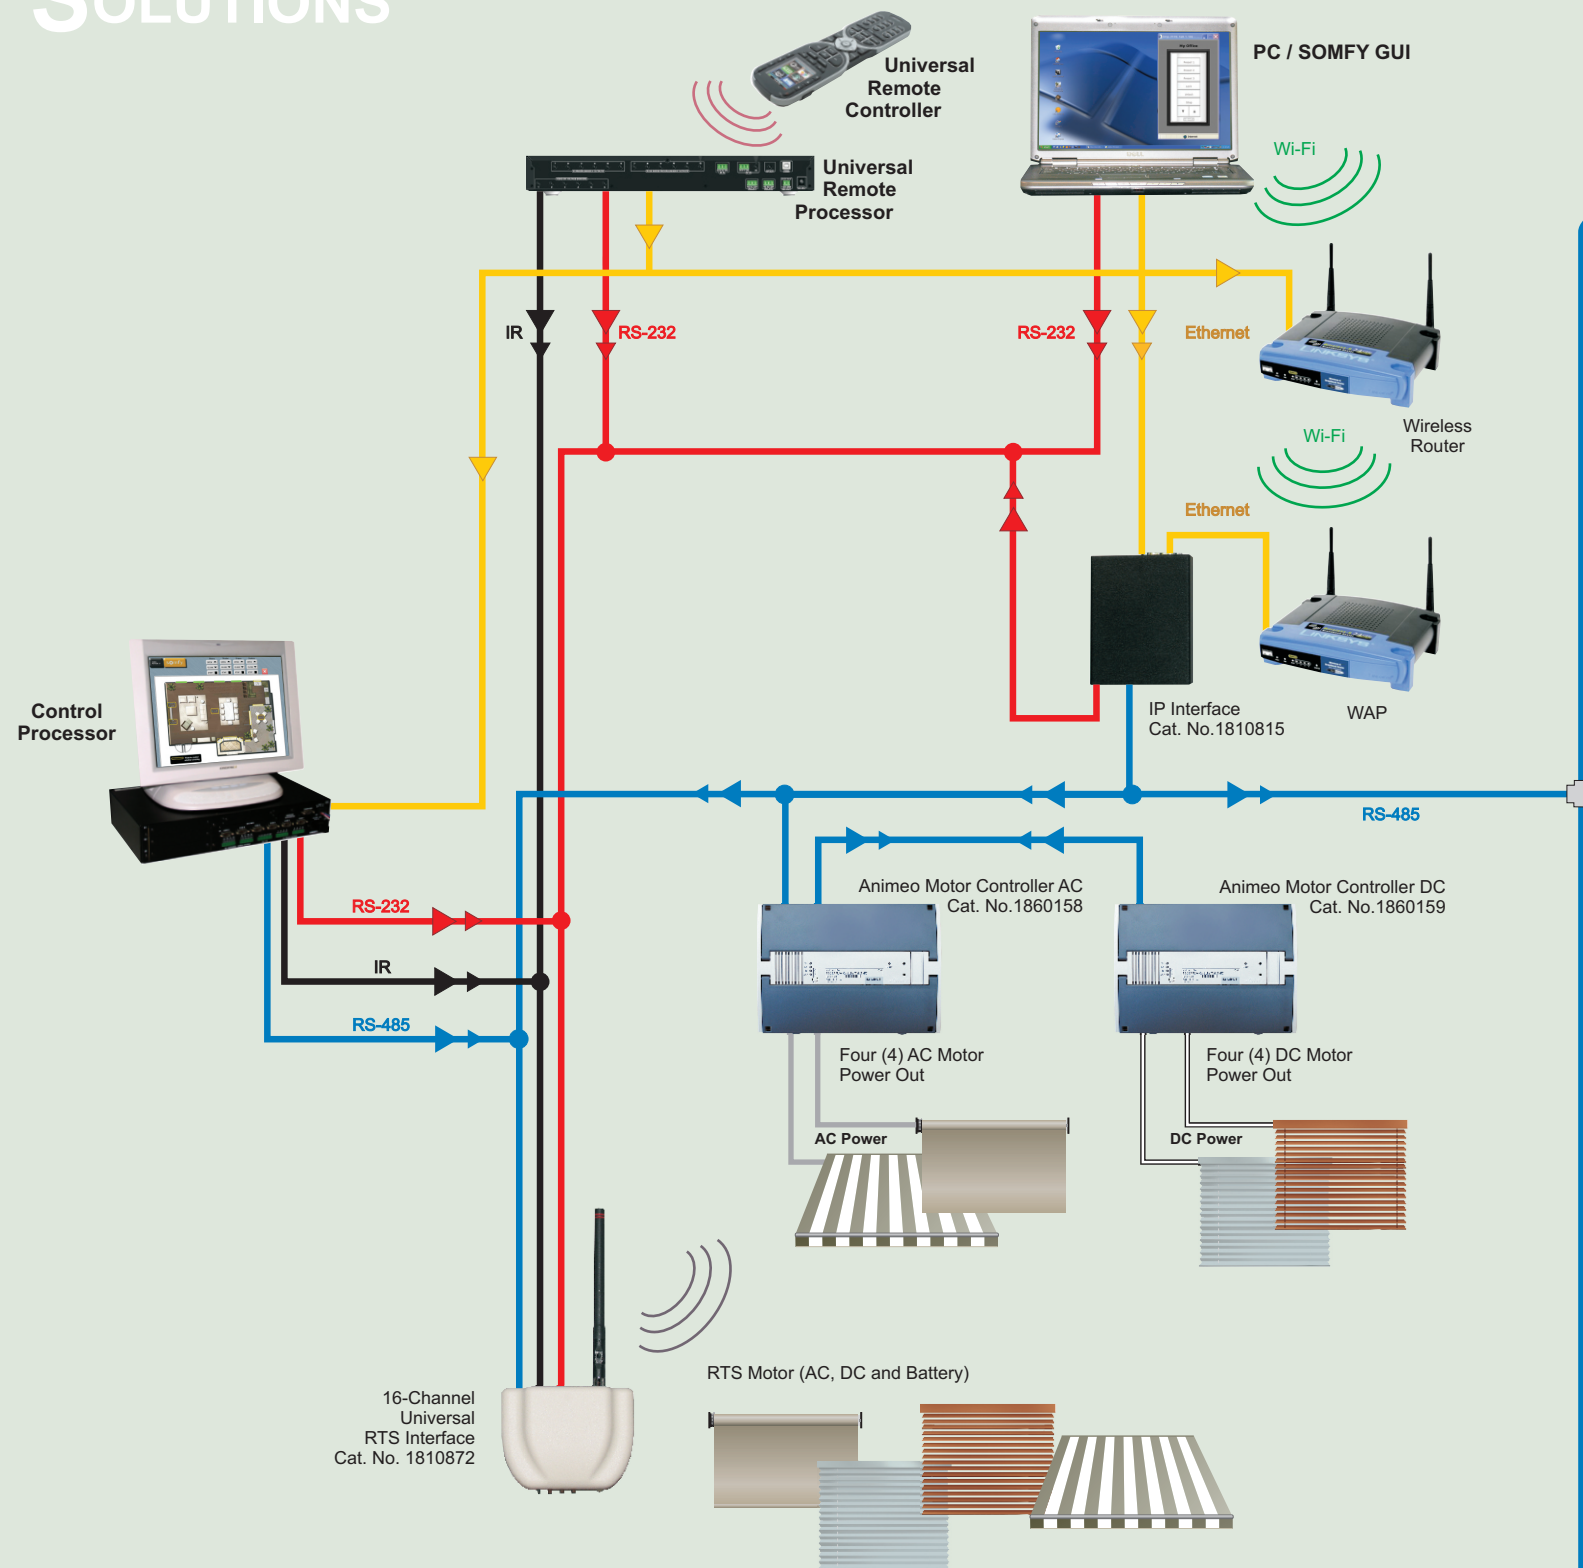 SOLUTIONS
Universal
Remote
Controller
PC / SOMFY GUI
Wi-Fi
Universal
Remote
Processor
IR
RS-232
RS-232
Ethernet
LINKSYS
Wireless
Router
Wi-Fi
Ethernet
LINKSYS
WAP
IP Interface
Cat. No.1810815
Control
Processor
RS-485
Animeo Motor Controller AC
Cat. No.1860158
Animeo Motor Controller DC
Cat. No.1860159
RS-232
IR
RS-485
Four (4) AC Motor
Power Out
Four (4) DC Motor
Power Out
AC Power
DC Power
RTS Motor (AC, DC and Battery)
16-Channel
Universal
RTS Interface
Cat. No. 1810872